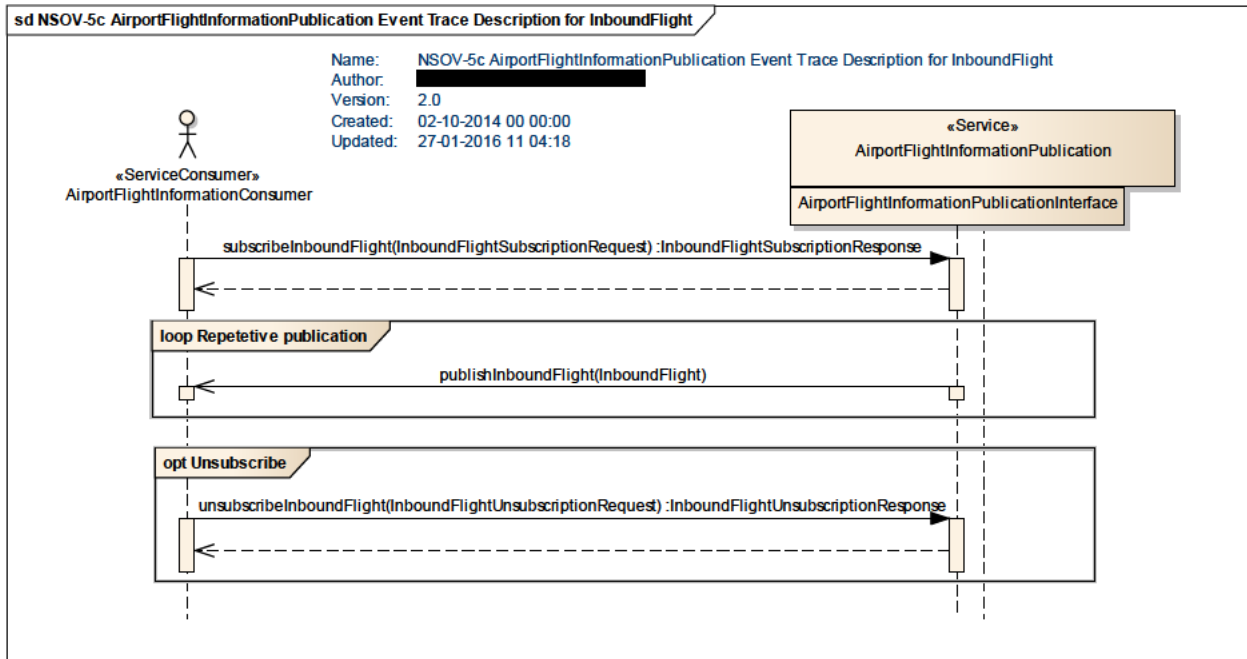 sd NSOV-5c AirportFlightInformationPublication Event Trace Description for InboundFlight
Name: NSOV-5c AirportFlightInformationPublication Event Trace Description for InboundFlight
Author:
Version: 2.0
Created: 02-10-2014 00 00:00
Updated: 27-01-2016 11 04:18
«ServiceConsumer»
AirportFlightInformationConsumer
«Service»
AirportFlightInformationPublication
AirportFlightInformationPublicationInterface
subscribeInboundFlight(InboundFlightSubscriptionRequest) :InboundFlightSubscriptionResponse
loop Repetetive publication
publishInboundFlight(InboundFlight)
opt Unsubscribe
unsubscribeInboundFlight(InboundFlightUnsubscriptionRequest) :InboundFlightUnsubscriptionResponse